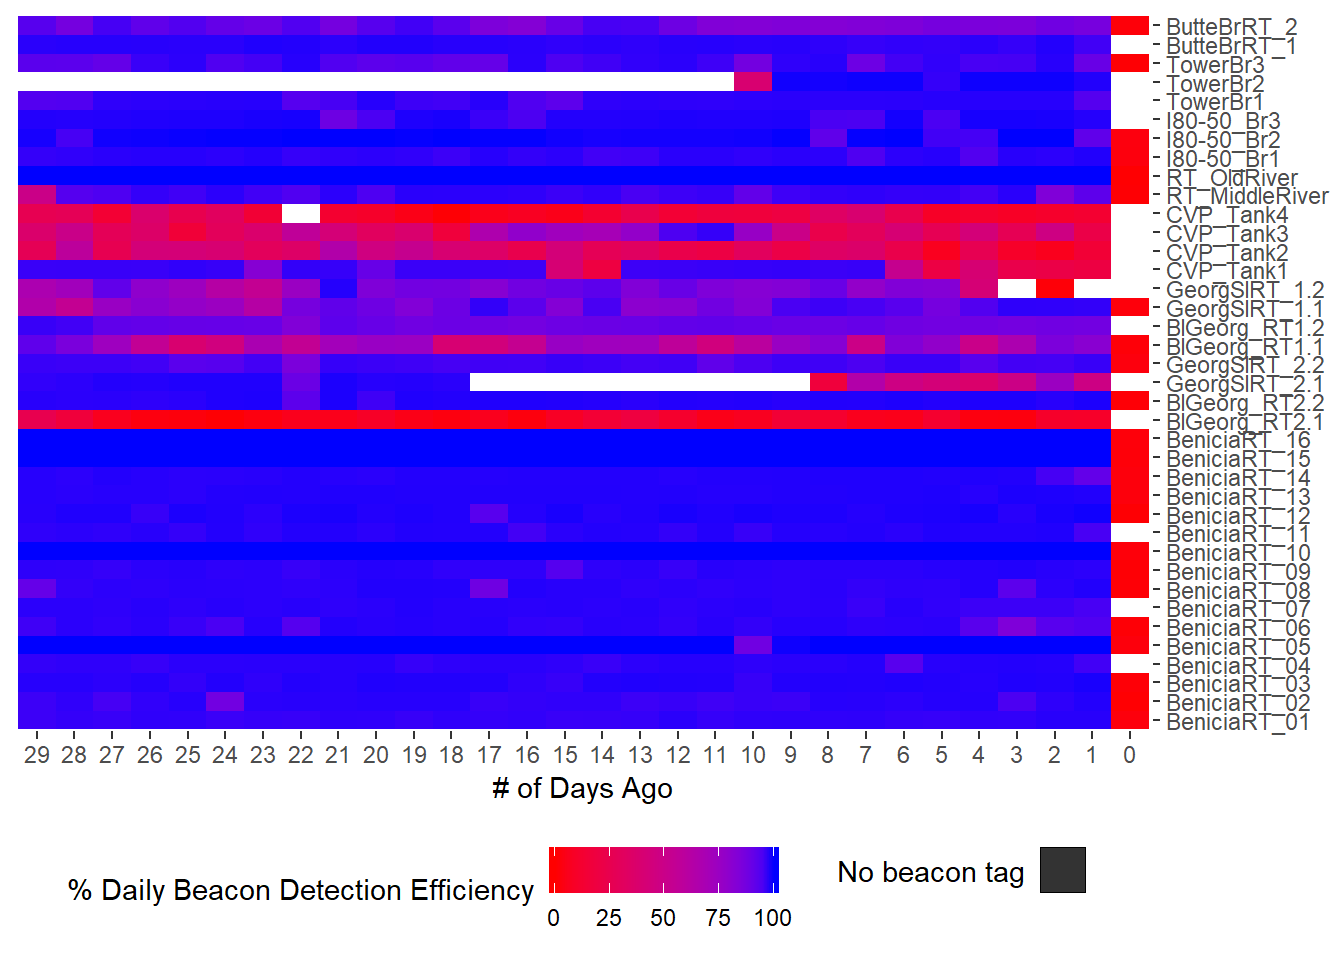 ButteBrRT_2
ButteBrRT_1
TowerBr3
TowerBr2
TowerBr1
I80-50_Br3
I80-50_Br2
I80-50_Br1
RT_OldRiver
RT_MiddleRiver
CVP_Tank4
CVP_Tank3
CVP_Tank2
CVP_Tank1
GeorgSlRT_1.2
GeorgSlRT_1.1
BlGeorg_RT1.2
BlGeorg_RT1.1
GeorgSlRT_2.2
GeorgSlRT_2.1
BlGeorg_RT2.2
BlGeorg_RT2.1
BeniciaRT_16
BeniciaRT_15
BeniciaRT_14
BeniciaRT_13
BeniciaRT_12
BeniciaRT_11
BeniciaRT_10
BeniciaRT_09
BeniciaRT_08
BeniciaRT_07
BeniciaRT_06
BeniciaRT_05
BeniciaRT_04
BeniciaRT_03
BeniciaRT_02
BeniciaRT_01
29 28 27 26 25 24 23 22 21 20 19 18 17 16 15 14 13 12 11 10 9 8 7 6 5 4 3 2 1 0
# of Days Ago
% Daily Beacon Detection Efficiency
0 25 50 75 100
No beacon tag